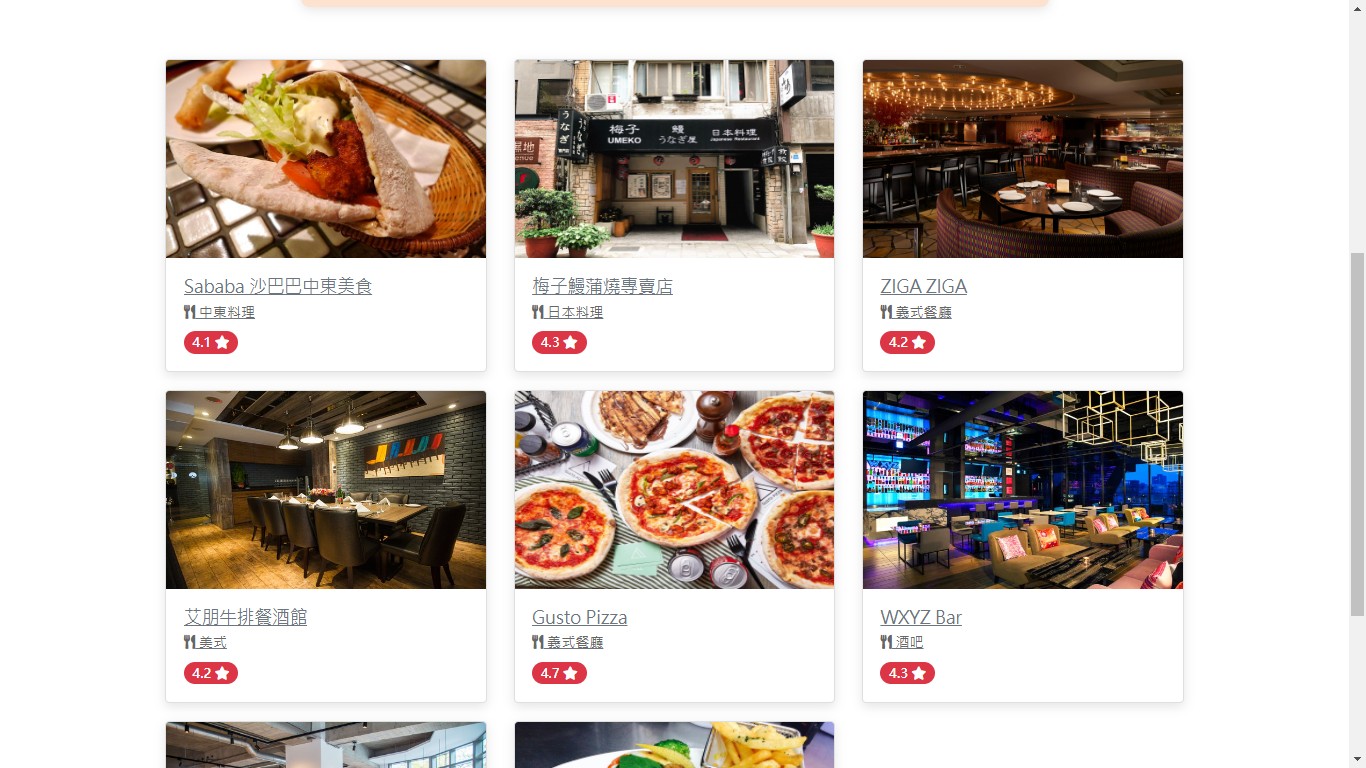 うなぎ
梅子 鰻 日本料理
UMEKO うなぎ屋 Japanese Restaurant
Sababa 沙巴巴中東美食
中東料理
4.1
梅子鰻蒲燒專賣店
日本料理
4.3
ZIGA ZIGA
義式餐廳
4.2
艾朋牛排餐酒館
美式
4.2
Gusto Pizza
義式餐廳
4.7
WXYZ Bar
酒吧
4.3